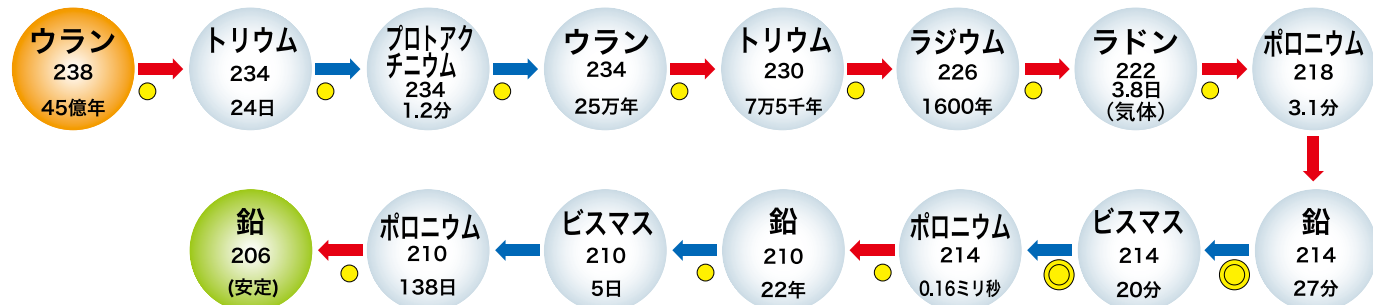 ウラン
238
45億年
トリウム
234
24日
プロトアク
チニウム
234
1.2分
ウラン
234
25万年
トリウム
230
7万5千年
ラジウム
226
1600年
ラドン
222
3.8日
(気体)
ポロニウム
218
3.1分
鉛
206
(安定)
ポロニウム
210
138日
ビスマス
210
5日
鉛
210
22年
ポロニウム
214
0.16ミリ秒
ビスマス
214
20分
鉛
214
27分